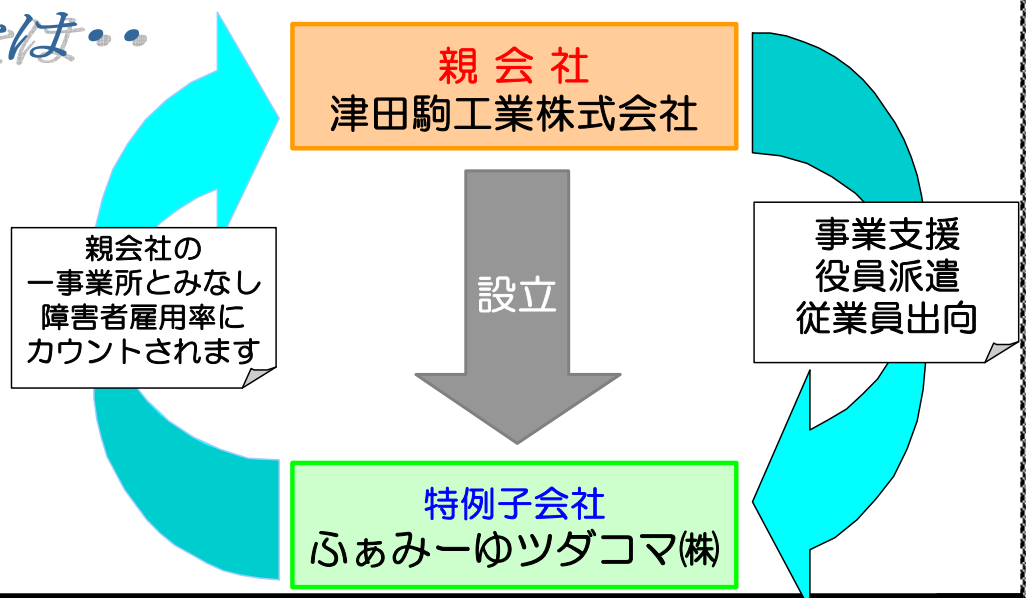 は・・
親会社
津田駒工業株式会社
親会社の
一事業所とみなし
障害者雇用率に
カウントされます
設立
事業支援
役員派遣
従業員出向
特例子会社
ふぁみーゆツダコマ㈱